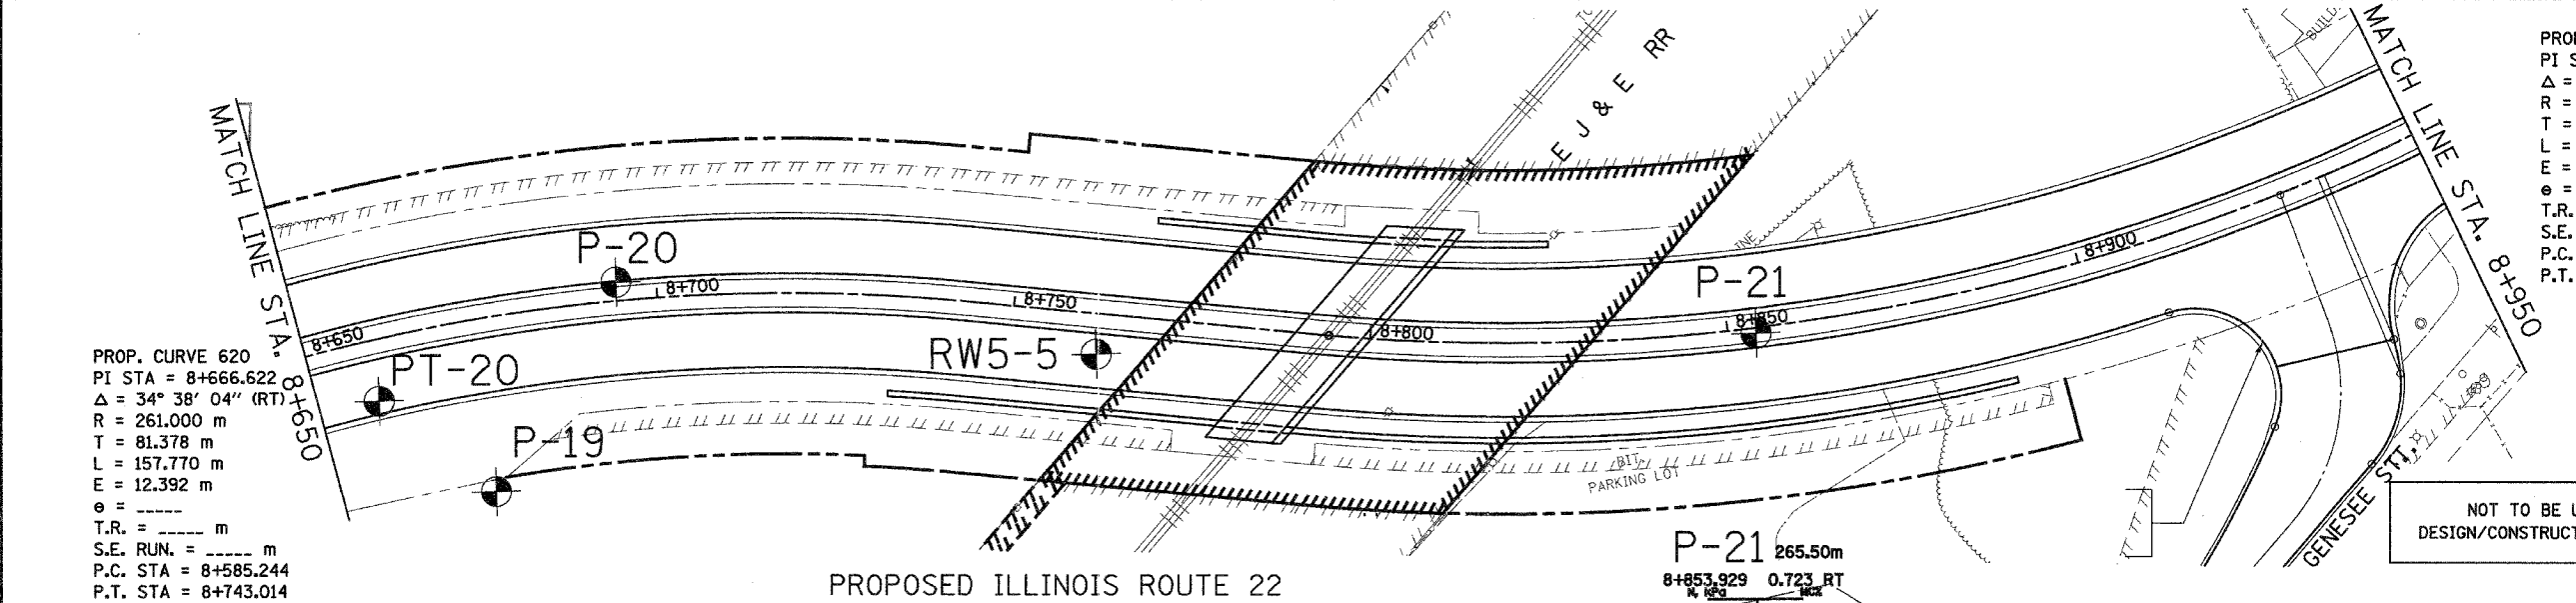 MATCH LINE STA. 8+650
PROP. CURVE 620
PI STA = 8+666.622
Δ = 34° 38' 04" (RT)
R = 261.000 m
T = 81.378 m
L = 157.770 m
E = 12.392 m
e = _____
T.R. = _____ m
S.E. RUN. = _____ m
P.C. STA = 8+585.244
P.T. STA = 8+743.014
8+650
P-20
8+700
8+750
PT-20
RW5-5
P-19
E J & E RR
8+800
P-21
8+850
8+900
BIT.
PARKING LOT
PROPOSED ILLINOIS ROUTE 22
P-21 265.50m
8+853.929 0.723 RT
N, kPa
MC%
MATCH LINE STA. 8+950
GENESEE ST.
PI S
Δ =
R =
T =
L =
E =
e =
T.R.
S.E.
P.C.
P.T.
NOT TO BE